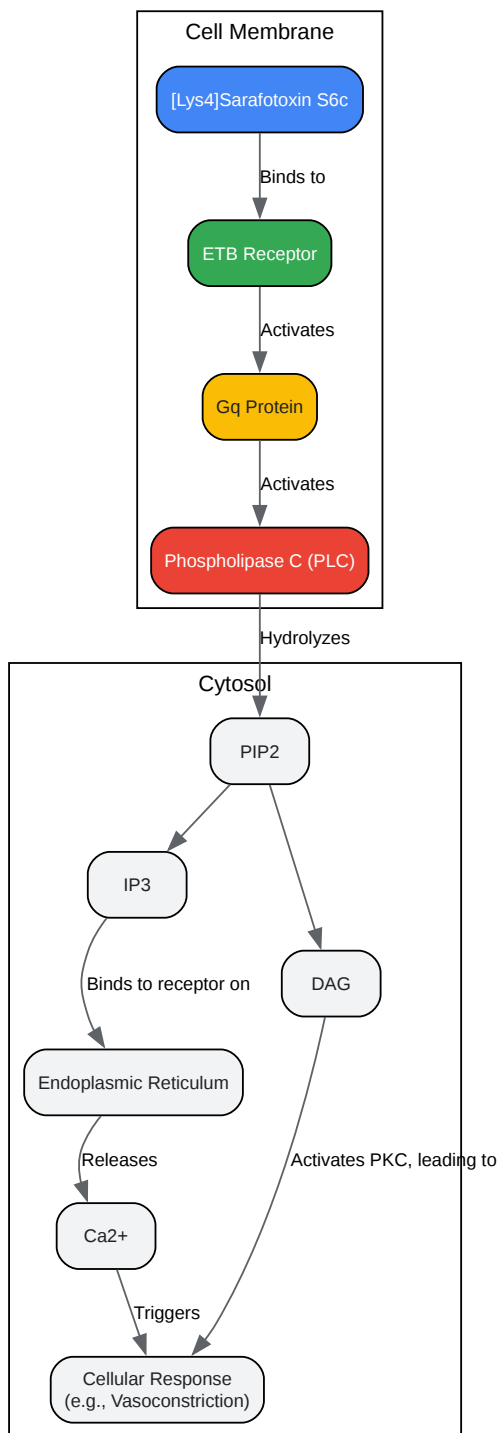 Cell Membrane
[Lys4]Sarafotoxin S6c
Binds to
ETB Receptor
Activates
Gq Protein
Activates
Phospholipase C (PLC)
Hydrolyzes
Cytosol
PIP2
IP3
DAG
Binds to receptor on
Endoplasmic Reticulum
Releases
Activates PKC, leading to
Ca2+
Triggers
Cellular Response
(e.g., Vasoconstriction)